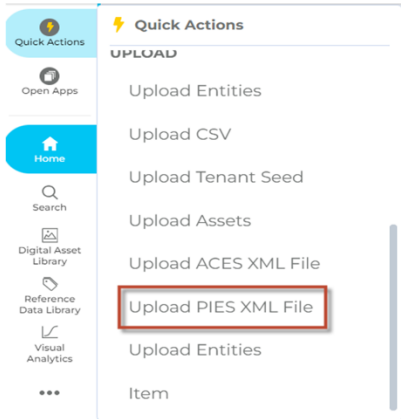 Quick Actions
Open Apps
Home
Search
Digital Asset
Library
Reference
Data Library
Visual
Analytics
Quick Actions
UPLOAD
Upload Entities
Upload CSV
Upload Tenant Seed
Upload Assets
Upload ACES XML File
Upload PIES XML File
Upload Entities
Item